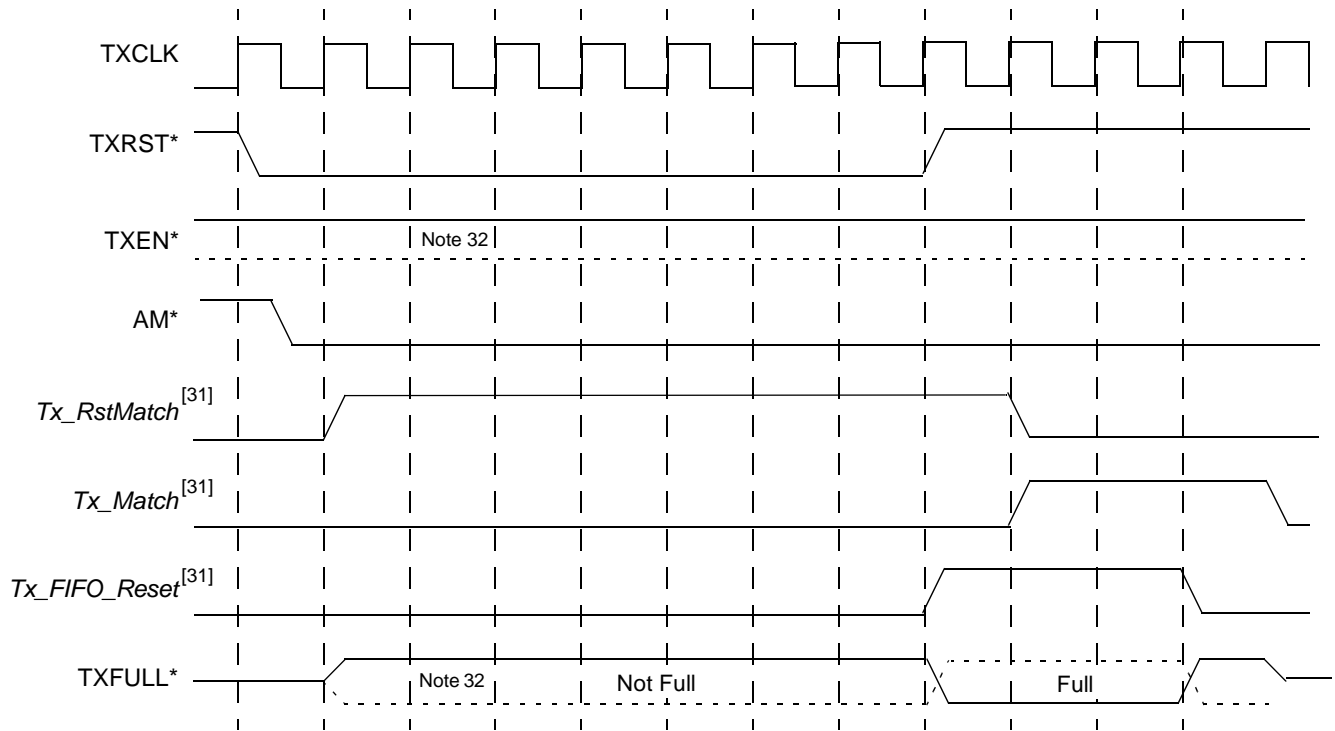 TXCLK
TXRST*
TXEN*
Note 32
AM*
Tx_RstMatch[31]
Tx_Match[31]
Tx_FIFO_Reset[31]
TXFULL*
Note 32
Not Full
Full